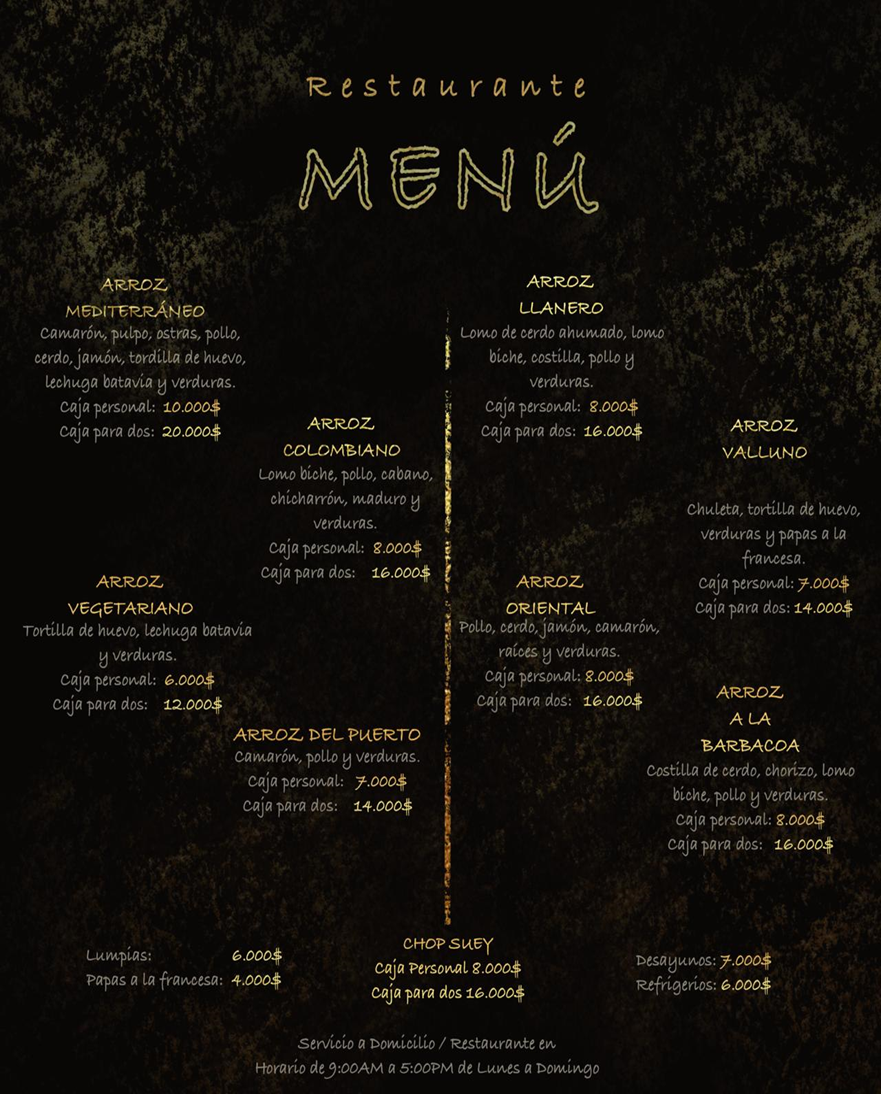 Restaurante
MENÚ
ARROZ
MEDITERRÁNEO
Camarón, pulpo, ostras, pollo,
cerdo, jamón, tordilla de huevo,
lechuga batavia y verduras.
Caja personal: 10.000$
Caja para dos: 20.000$
ARROZ
COLOMBIANO
Lomo biche, pollo, cabano,
chicharrón, maduro y
verduras.
Caja personal: 8.000$
Caja para dos: 16.000$
ARROZ
VEGETARIANO
Tortilla de huevo, lechuga batavia
y verduras.
Caja personal: 6.000$
Caja para dos: 12.000$
ARROZ DEL PUERTO
Camarón, pollo y verduras.
Caja personal: 7.000$
Caja para dos: 14.000$
ARROZ
LLANERO
Lomo de cerdo ahumado, lomo
biche, costilla, pollo y
verduras.
Caja personal: 8.000$
Caja para dos: 16.000$
ARROZ
VALLUNO
Chuleta, tortilla de huevo,
verduras y papas a la
francesa.
Caja personal: 7.000$
Caja para dos: 14.000$
ARROZ
ORIENTAL
Pollo, cerdo, jamón, camarón,
raíces y verduras.
Caja personal: 8.000$
Caja para dos: 16.000$
ARROZ
A LA
BARBACOA
Costilla de cerdo, chorizo, lomo
biche, pollo y verduras.
Caja personal: 8.000$
Caja para dos: 16.000$
Lumpias: 6.000$
Papas a la francesa: 4.000$
CHOP SUEY
Caja Personal 8.000$
Caja para dos 16.000$
Desayunos: 7.000$
Refrigerios: 6.000$
Servicio a Domicilio / Restaurante en
Horario de 9:00AM a 5:00PM de Lunes a Domingo